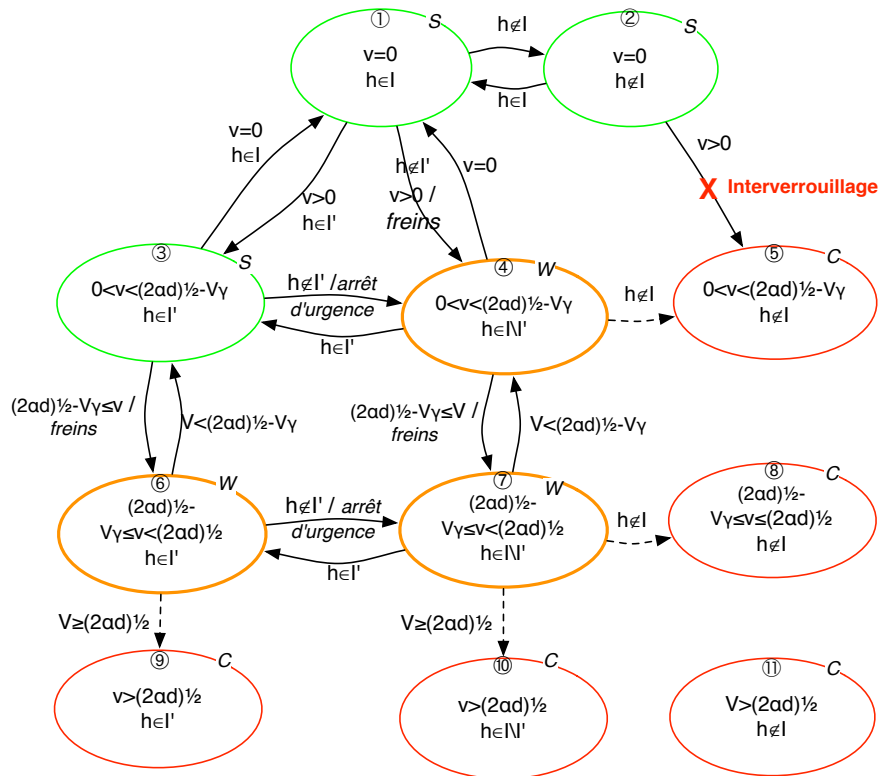 ① S
v=0
h∈I
h∉I
h∈I
② S
v=0
h∉I
v=0
h∈I
v>0
h∈I'
h∉I'
v>0 /
freins
v=0
v>0
X Interverrouillage
③ S
0<v<(2αd)½-Vγ
h∈I'
h∉I' /arrêt
d'urgence
h∈I'
④ W
0<v<(2αd)½-Vγ
h∈I\I'
h∉I
⑤ C
0<v<(2αd)½-Vγ
h∉I
(2αd)½-Vγ≤v /
freins
V<(2αd)½-Vγ
(2αd)½-Vγ≤V /
freins
V<(2αd)½-Vγ
⑥ W
(2αd)½-
Vγ≤v<(2αd)½
h∈I'
h∉I' / arrêt
d'urgence
h∈I'
⑦ W
(2αd)½-
Vγ≤v<(2αd)½
h∈I\I'
h∉I
⑧ C
(2αd)½-
Vγ≤v≤(2αd)½
h∉I
V≥(2αd)½
V≥(2αd)½
⑨ C
v>(2αd)½
h∈I'
⑩ C
v>(2αd)½
h∈I\I'
⑪ C
V>(2αd)½
h∉I